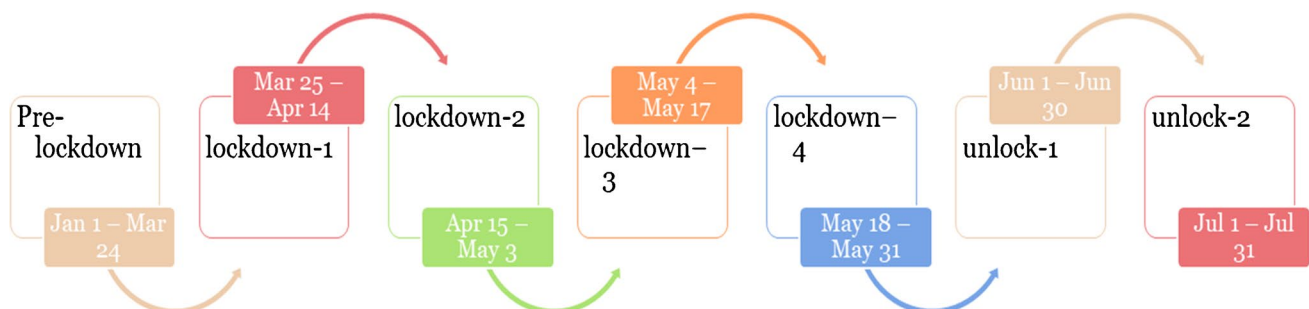 Pre-
lockdown
Jan 1 – Mar
24
Mar 25 –
Apr 14
lockdown-1
lockdown-2
Apr 15 –
May 3
May 4 –
May 17
lockdown–
3
lockdown–
4
May 18 –
May 31
Jun 1 – Jun
30
unlock-1
unlock-2
Jul 1 – Jul
31